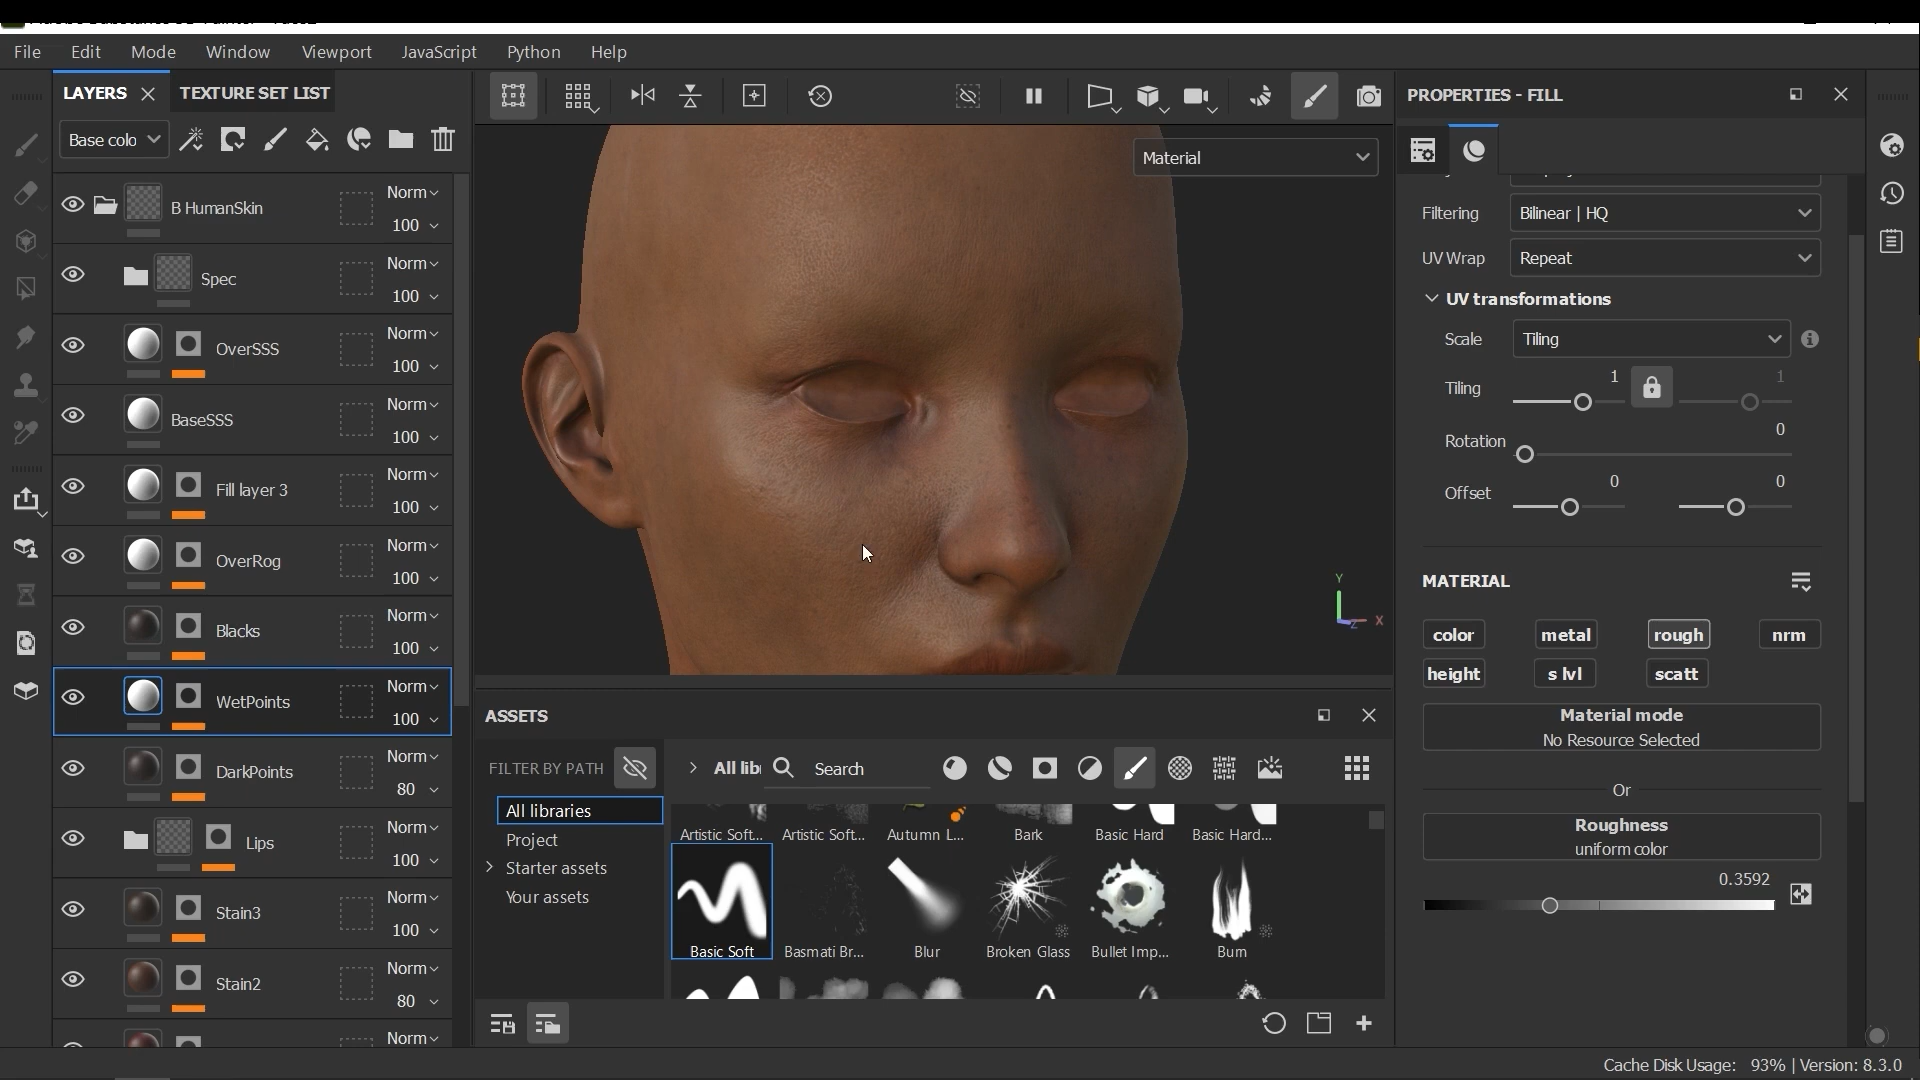 File Edit Mode Window Viewport JavaScript Python Help
LAYERS TEXTURE SET LIST
Base colo
B HumanSkin Norm 100
Spec Norm 100
OverSSS Norm 100
BaseSSS Norm 100
Fill layer 3 Norm 100
OverRog Norm 100
Blacks Norm 100
WetPoints Norm 100
DarkPoints Norm 80
Lips Norm 100
Stain3 Norm 100
Stain2 Norm 80
Norm
Material
Y
X
Z
ASSETS
FILTER BY PATH
All libraries
Project
Starter assets
Your assets
All lib Search
Artistic Soft... Artistic Soft... Autumn L... Bark Basic Hard Basic Hard...
Basic Soft Basmati Br... Blur Broken Glass Bullet Imp... Burn
PROPERTIES - FILL
Filtering Bilinear | HQ
UV Wrap Repeat
UV transformations
Scale Tiling
Tiling 1 1
Rotation 0
Offset 0 0
MATERIAL
color metal rough nrm
height s lvl scatt
Material mode
No Resource Selected
Or
Roughness
uniform color
0.3592
Cache Disk Usage: 93% | Version: 8.3.0